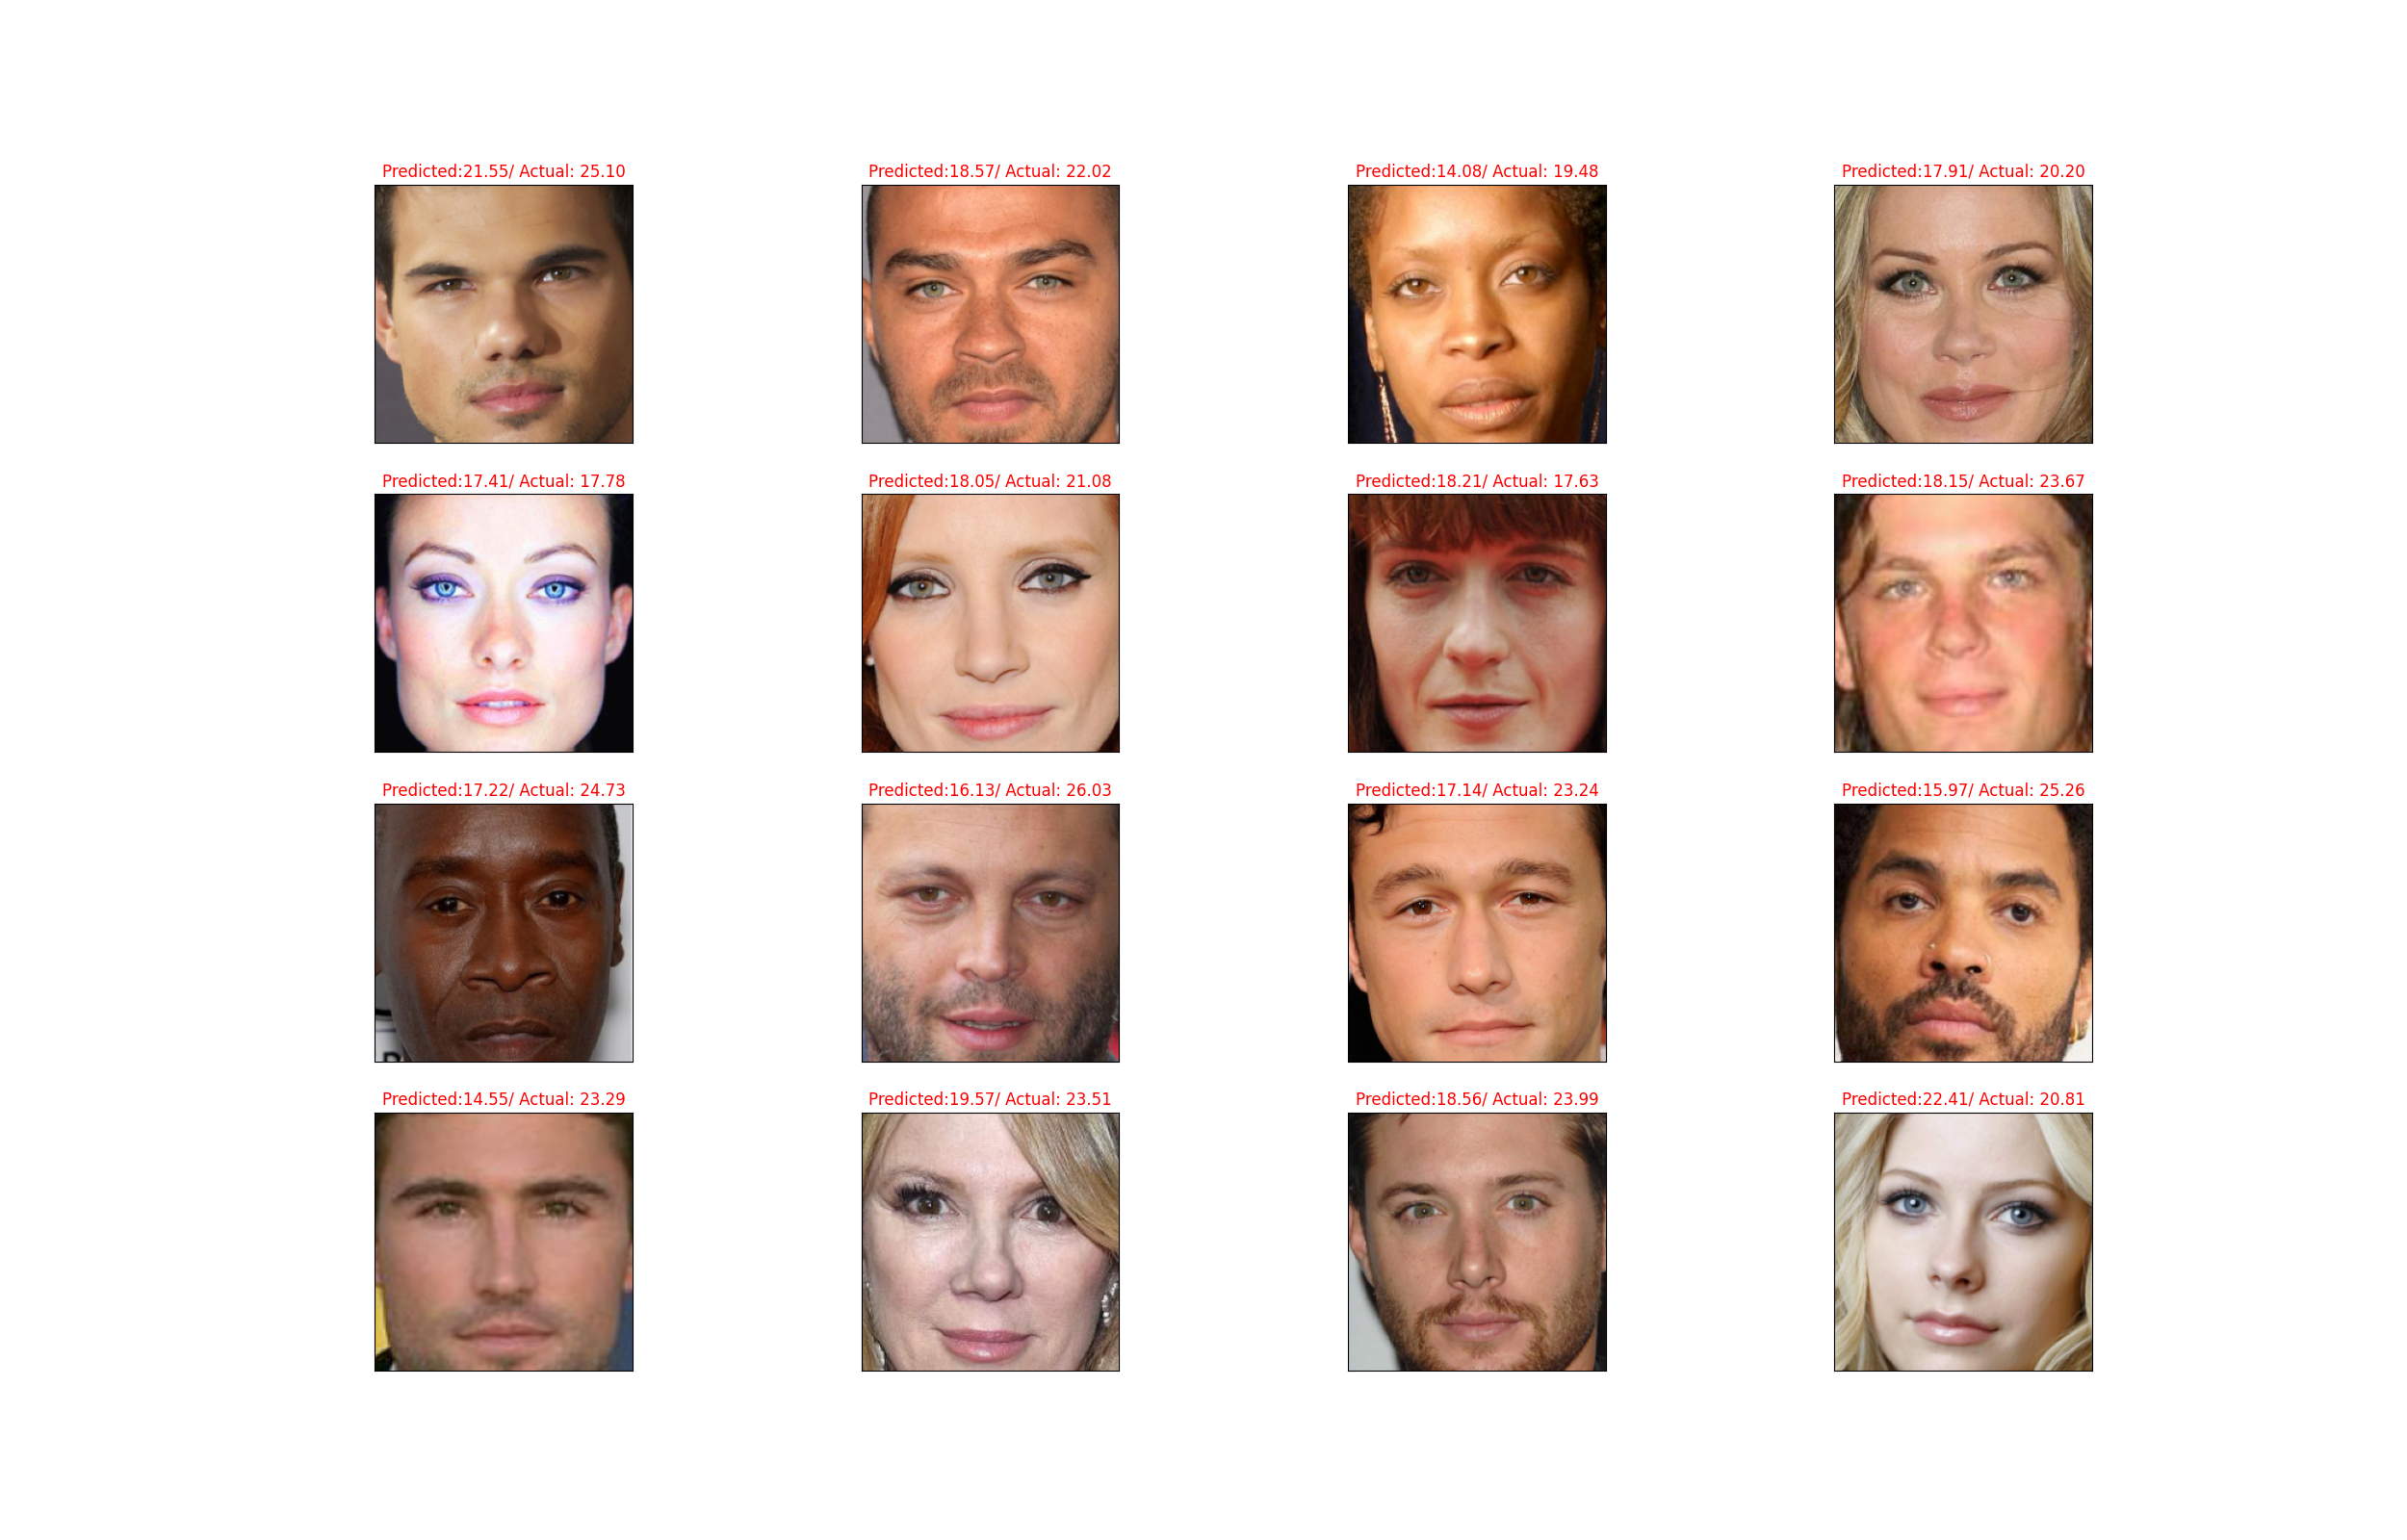 Predicted:21.55/ Actual: 25.10
Predicted:18.57/ Actual: 22.02
Predicted:14.08/ Actual: 19.48
Predicted:17.91/ Actual: 20.20
Predicted:17.41/ Actual: 17.78
Predicted:18.05/ Actual: 21.08
Predicted:18.21/ Actual: 17.63
Predicted:18.15/ Actual: 23.67
Predicted:17.22/ Actual: 24.73
Predicted:16.13/ Actual: 26.03
Predicted:17.14/ Actual: 23.24
Predicted:15.97/ Actual: 25.26
Predicted:14.55/ Actual: 23.29
Predicted:19.57/ Actual: 23.51
Predicted:18.56/ Actual: 23.99
Predicted:22.41/ Actual: 20.81